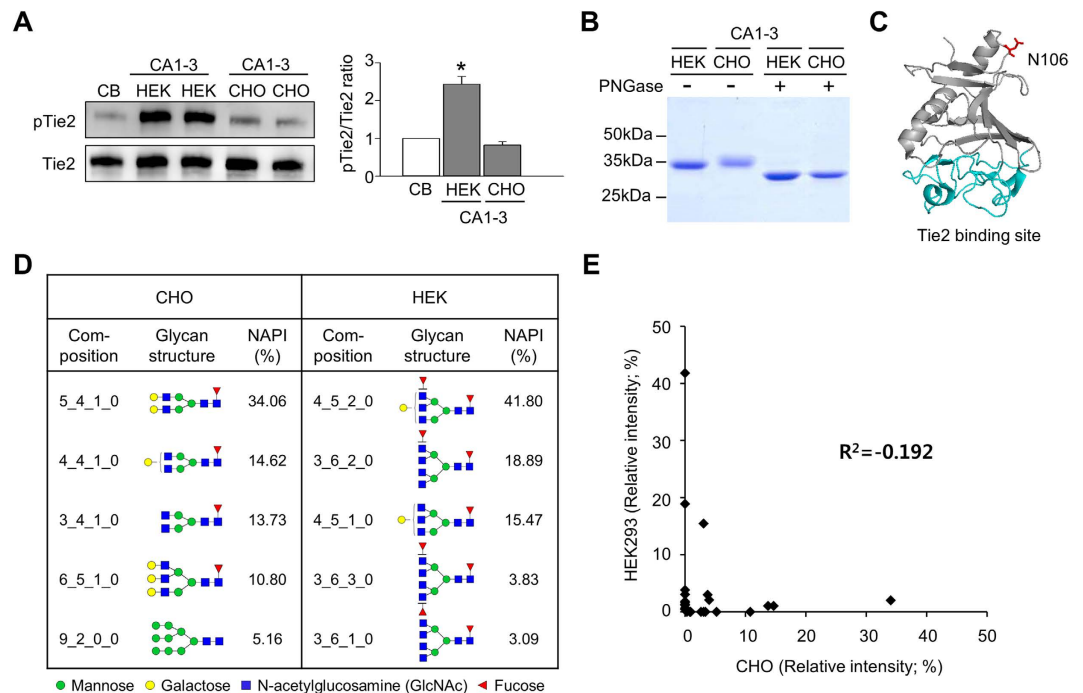 A
CA1-3 CA1-3
CB HEK HEK CHO CHO
pTie2
Tie2
pTie2/Tie2 ratio
3
2
1
0
*
CB HEK CHO
CA1-3
B
CA1-3
HEK CHO HEK CHO
PNGase - - + +
50kDa
35kDa
25kDa
C
N106
Tie2 binding site
D
CHO HEK
Com-position Glycan structure NAPI (%) Com-position Glycan structure NAPI (%)
5_4_1_0 34.06 4_5_2_0 41.80
4_4_1_0 14.62 3_6_2_0 18.89
3_4_1_0 13.73 4_5_1_0 15.47
6_5_1_0 10.80 3_6_3_0 3.83
9_2_0_0 5.16 3_6_1_0 3.09
Mannose Galactose N-acetylglucosamine (GlcNAc) Fucose
E
HEK293 (Relative intensity; %)
50
40
30
20
10
0
R²=-0.192
0 10 20 30 40 50
CHO (Relative intensity; %)